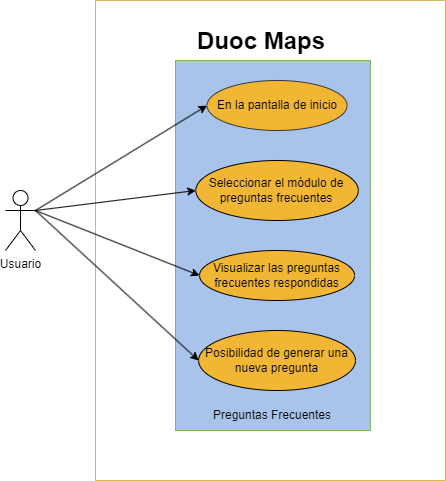 Duoc Maps
En la pantalla de inicio
Seleccionar el módulo de
preguntas frecuentes
Visualizar las preguntas
frecuentes respondidas
Posibilidad de generar una
nueva pregunta
Preguntas Frecuentes
Usuario